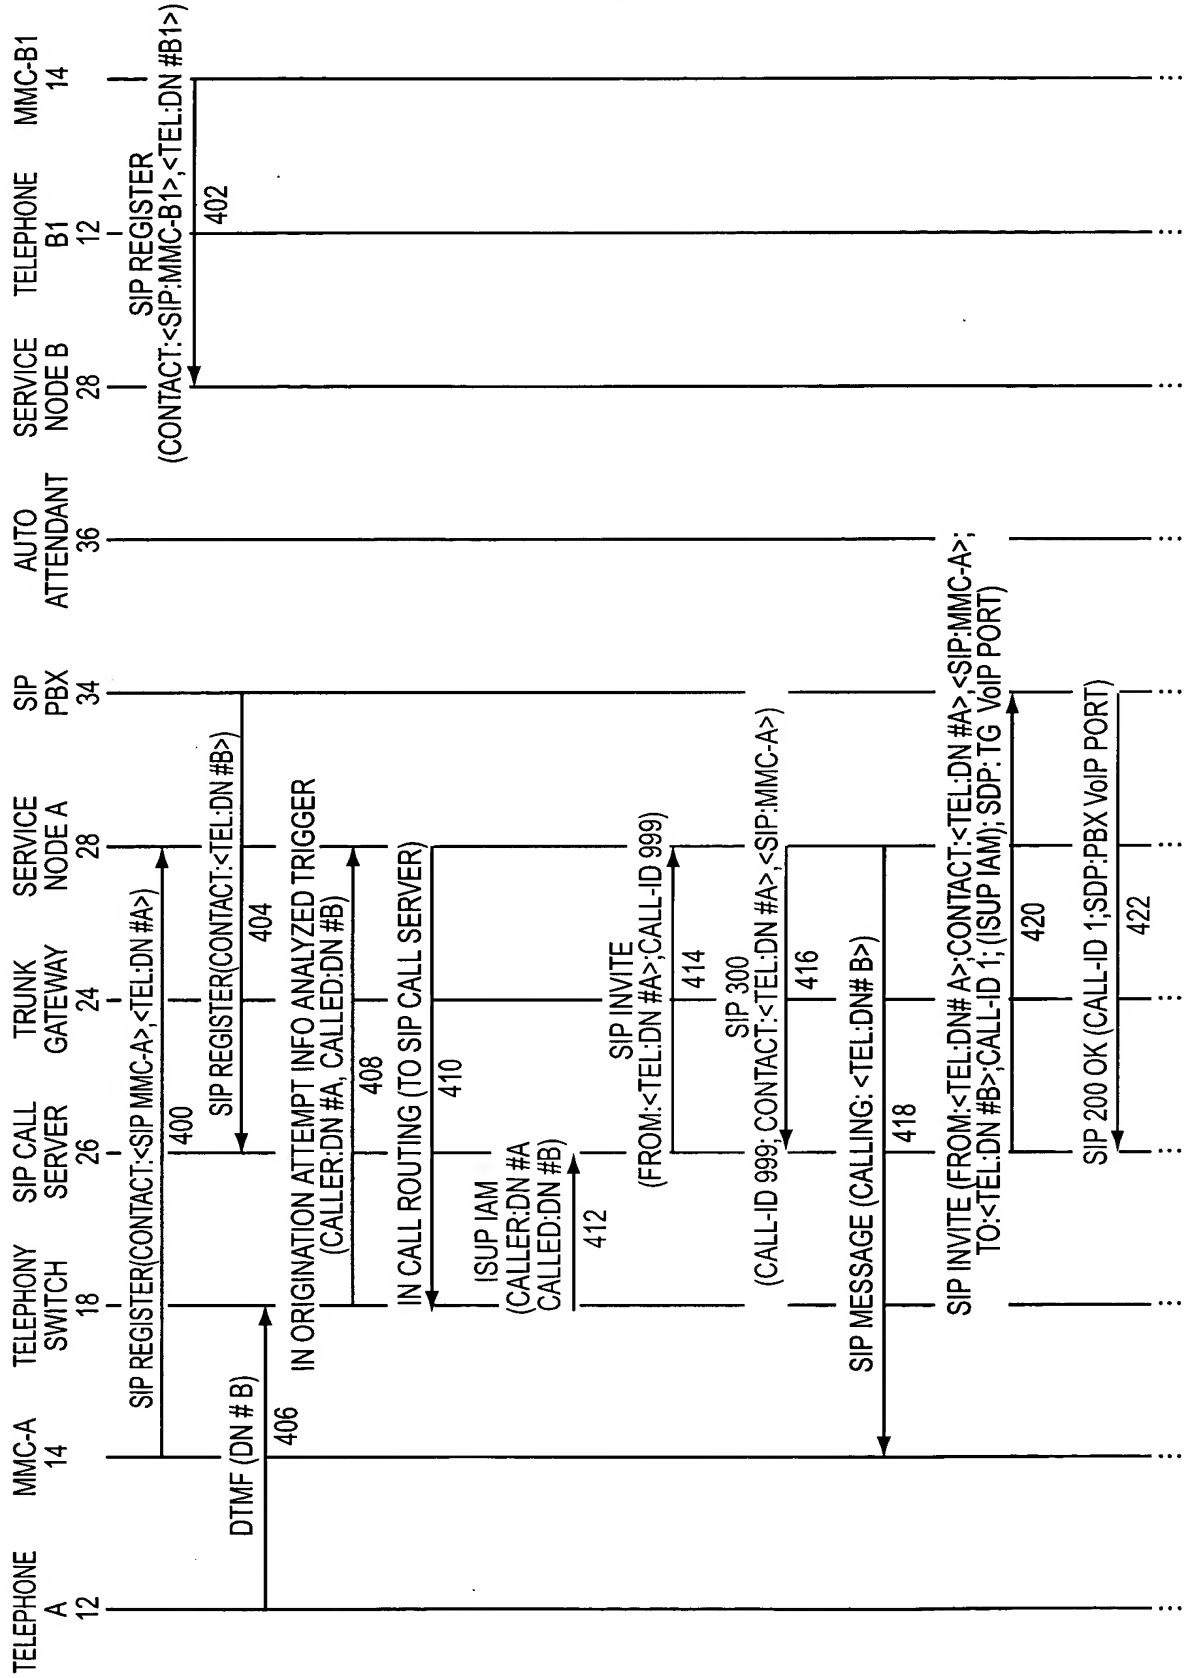 TELEPHONE
A
12
MMC-A
14
TELEPHONY
SWITCH
18
SIP CALL
SERVER
26
TRUNK
GATEWAY
24
SERVICE
NODE A
28
SIP
PBX
34
AUTO
ATTENDANT
36
SERVICE
NODE B
28
TELEPHONE
B1
12
MMC-B1
14
SIP REGISTER
(CONTACT:<SIP:MMC-B1>,<TEL:DN #B1>)
402
SIP REGISTER(CONTACT:<SIP MMC-A>,<TEL:DN #A>)
400
SIP REGISTER(CONTACT:<TEL:DN #B>)
404
DTMF (DN # B)
406
IN ORIGINATION ATTEMPT INFO ANALYZED TRIGGER
(CALLER:DN #A, CALLED:DN #B)
408
IN CALL ROUTING (TO SIP CALL SERVER)
410
ISUP IAM
(CALLER:DN #A
CALLED:DN #B)
412
SIP INVITE
(FROM:<TEL:DN #A>;CALL-ID 999)
414
SIP 300
(CALL-ID 999; CONTACT:<TEL:DN #A>,<SIP:MMC-A>)
416
SIP MESSAGE (CALLING: <TEL:DN# B>)
418
SIP INVITE (FROM:<TEL:DN# A>;CONTACT:<TEL:DN #A>,<SIP:MMC-A>;
TO:<TEL:DN #B>;CALL-ID 1; (ISUP IAM); SDP: TG VoIP PORT)
420
SIP 200 OK (CALL-ID 1;SDP:PBX VoIP PORT)
422
... ... ... ... ... ... ... ... ... ... ...